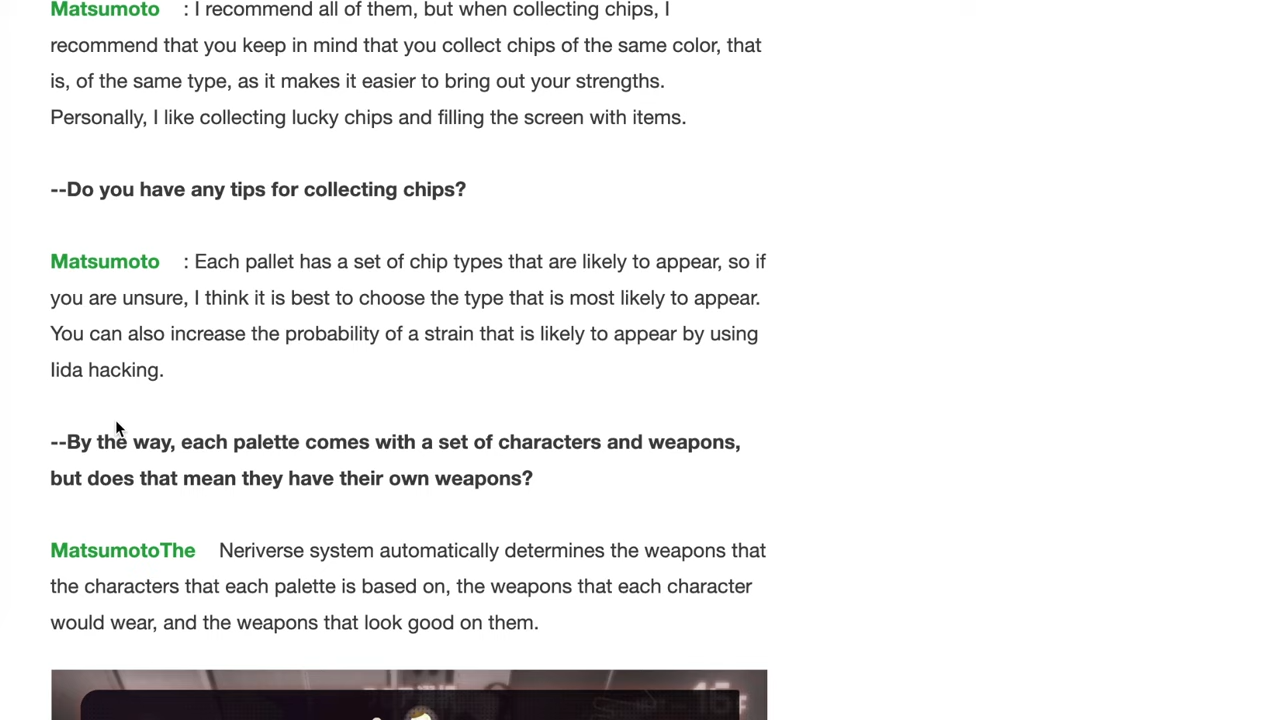 Matsumoto : I recommend all of them, but when collecting chips, I
recommend that you keep in mind that you collect chips of the same color, that
is, of the same type, as it makes it easier to bring out your strengths.
Personally, I like collecting lucky chips and filling the screen with items.
--Do you have any tips for collecting chips?
Matsumoto : Each pallet has a set of chip types that are likely to appear, so if
you are unsure, I think it is best to choose the type that is most likely to appear.
You can also increase the probability of a strain that is likely to appear by using
Iida hacking.
--By the way, each palette comes with a set of characters and weapons,
but does that mean they have their own weapons?
MatsumotoThe Neriverse system automatically determines the weapons that
the characters that each palette is based on, the weapons that each character
would wear, and the weapons that look good on them.